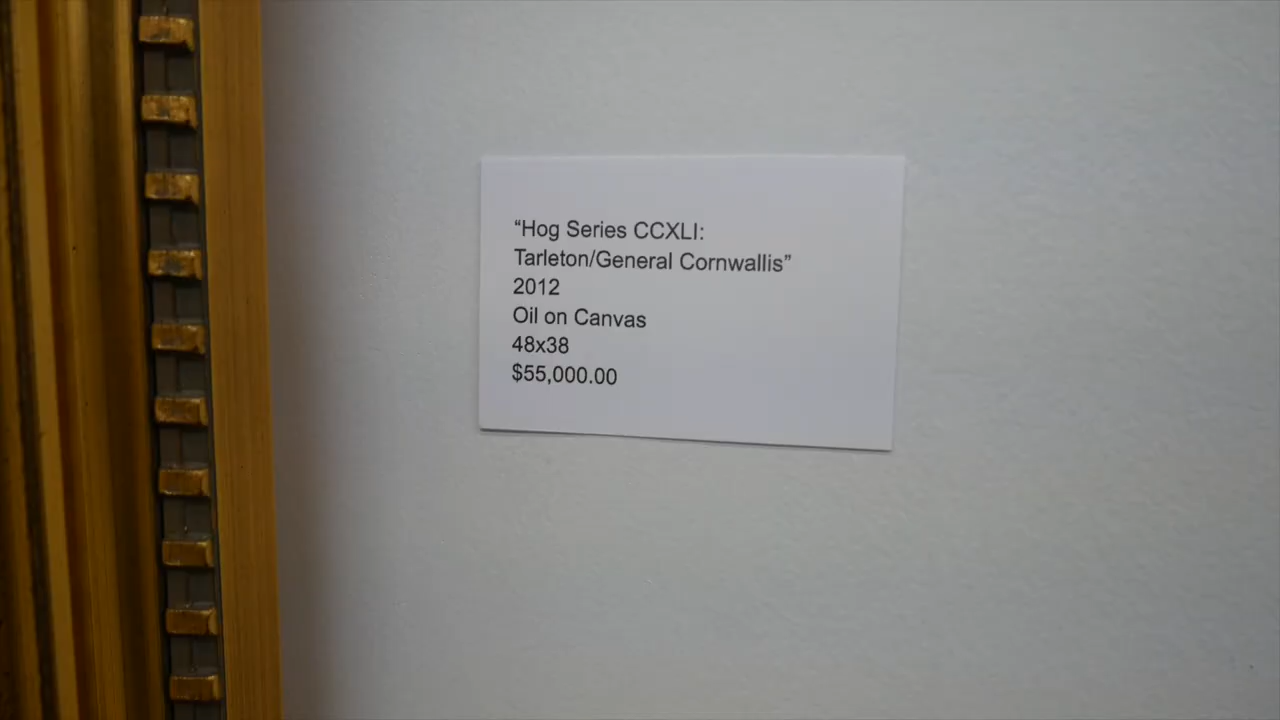 “Hog Series CCXLI:
Tarleton/General Cornwallis”
2012
Oil on Canvas
48x38
$55,000.00